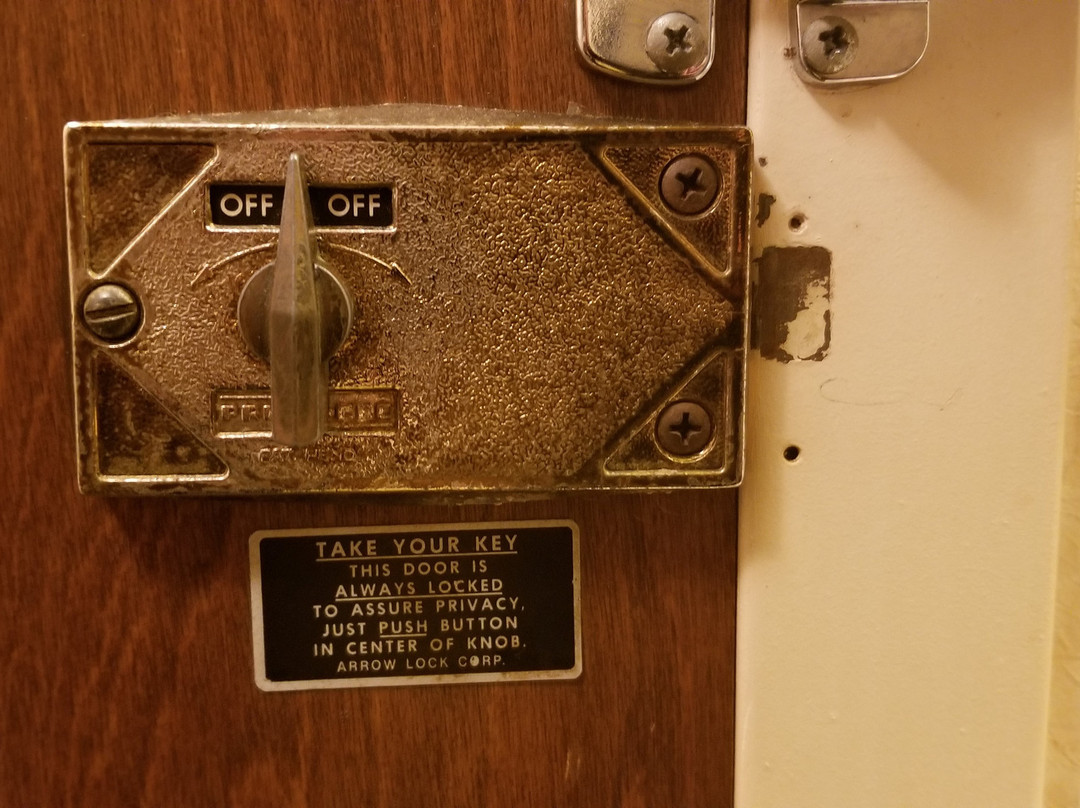 OFF OFF
TAKE YOUR KEY
THIS DOOR IS
ALWAYS LOCKED
TO ASSURE PRIVACY,
JUST PUSH BUTTON
IN CENTER OF KNOB.
ARROW LOCK CORP.